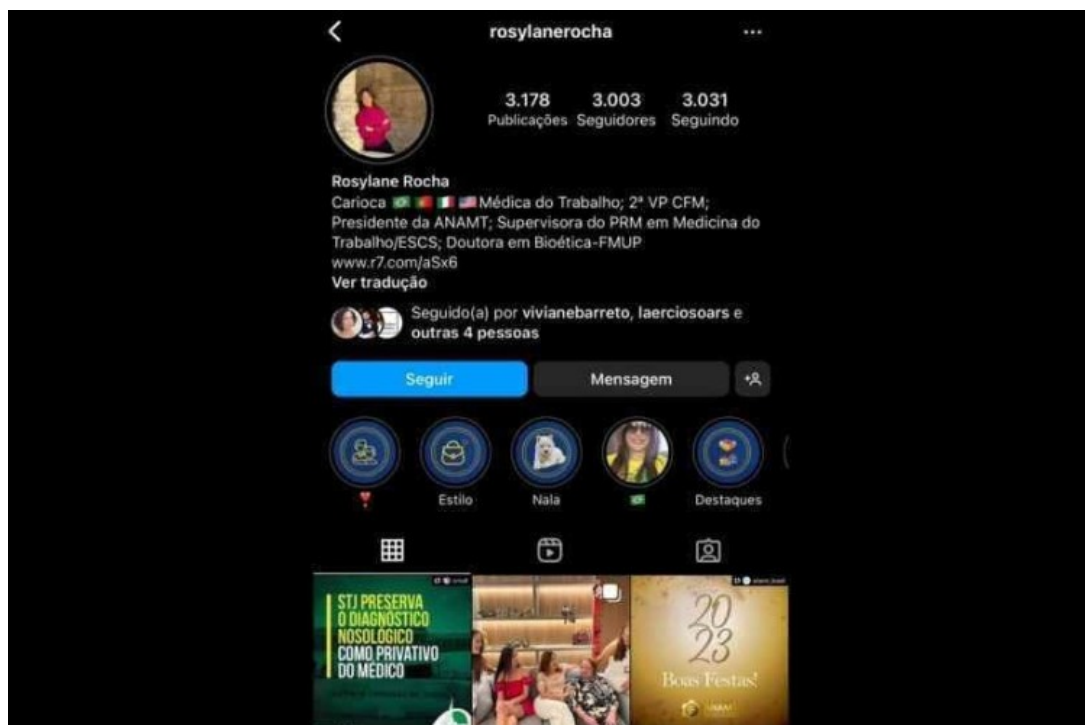 rosylanerocha
3.178 3.003 3.031
Publicações Seguidores Seguindo
Rosylane Rocha
Carioca 🇧🇷 🇵🇹 🇮🇹 🇺🇸 Médica do Trabalho; 2ª VP CFM;
Presidente da ANAMT; Supervisora do PRM em Medicina do
Trabalho/ESCS; Doutora em Bioética-FMUP
www.r7.com/aSx6
Ver tradução
Seguido(a) por vivianebarreto, laerciosoars e
outras 4 pessoas
Seguir Mensagem
Estilo Nala 🇧🇷 Destaques
STJ PRESERVA
O DIAGNÓSTICO
NOSOLÓGICO
COMO PRIVATIVO
DO MÉDICO
20
23
Boas Festas!